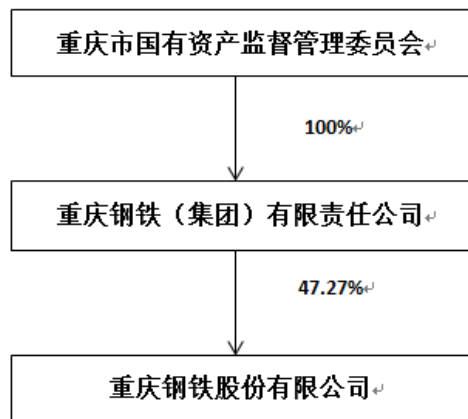 重庆市国有资产监督管理委员会
100%
重庆钢铁（集团）有限责任公司
47.27%
重庆钢铁股份有限公司